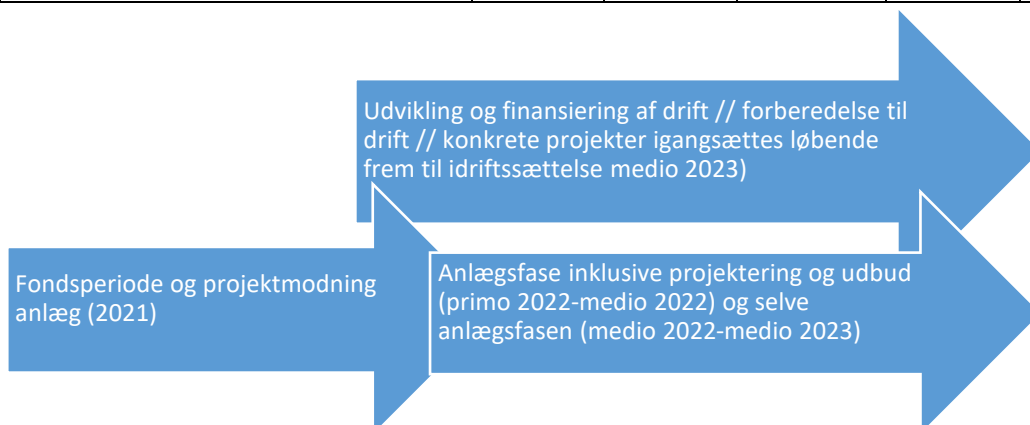 Udvikling og finansiering af drift // forberedelse til
drift // konkrete projekter igangsættes løbende
frem til idriftssættelse medio 2023)
Fondsperiode og projektmodning
anlæg (2021)
Anlægsfase inklusive projektering og udbud
(primo 2022-medio 2022) og selve
anlægsfasen (medio 2022-medio 2023)